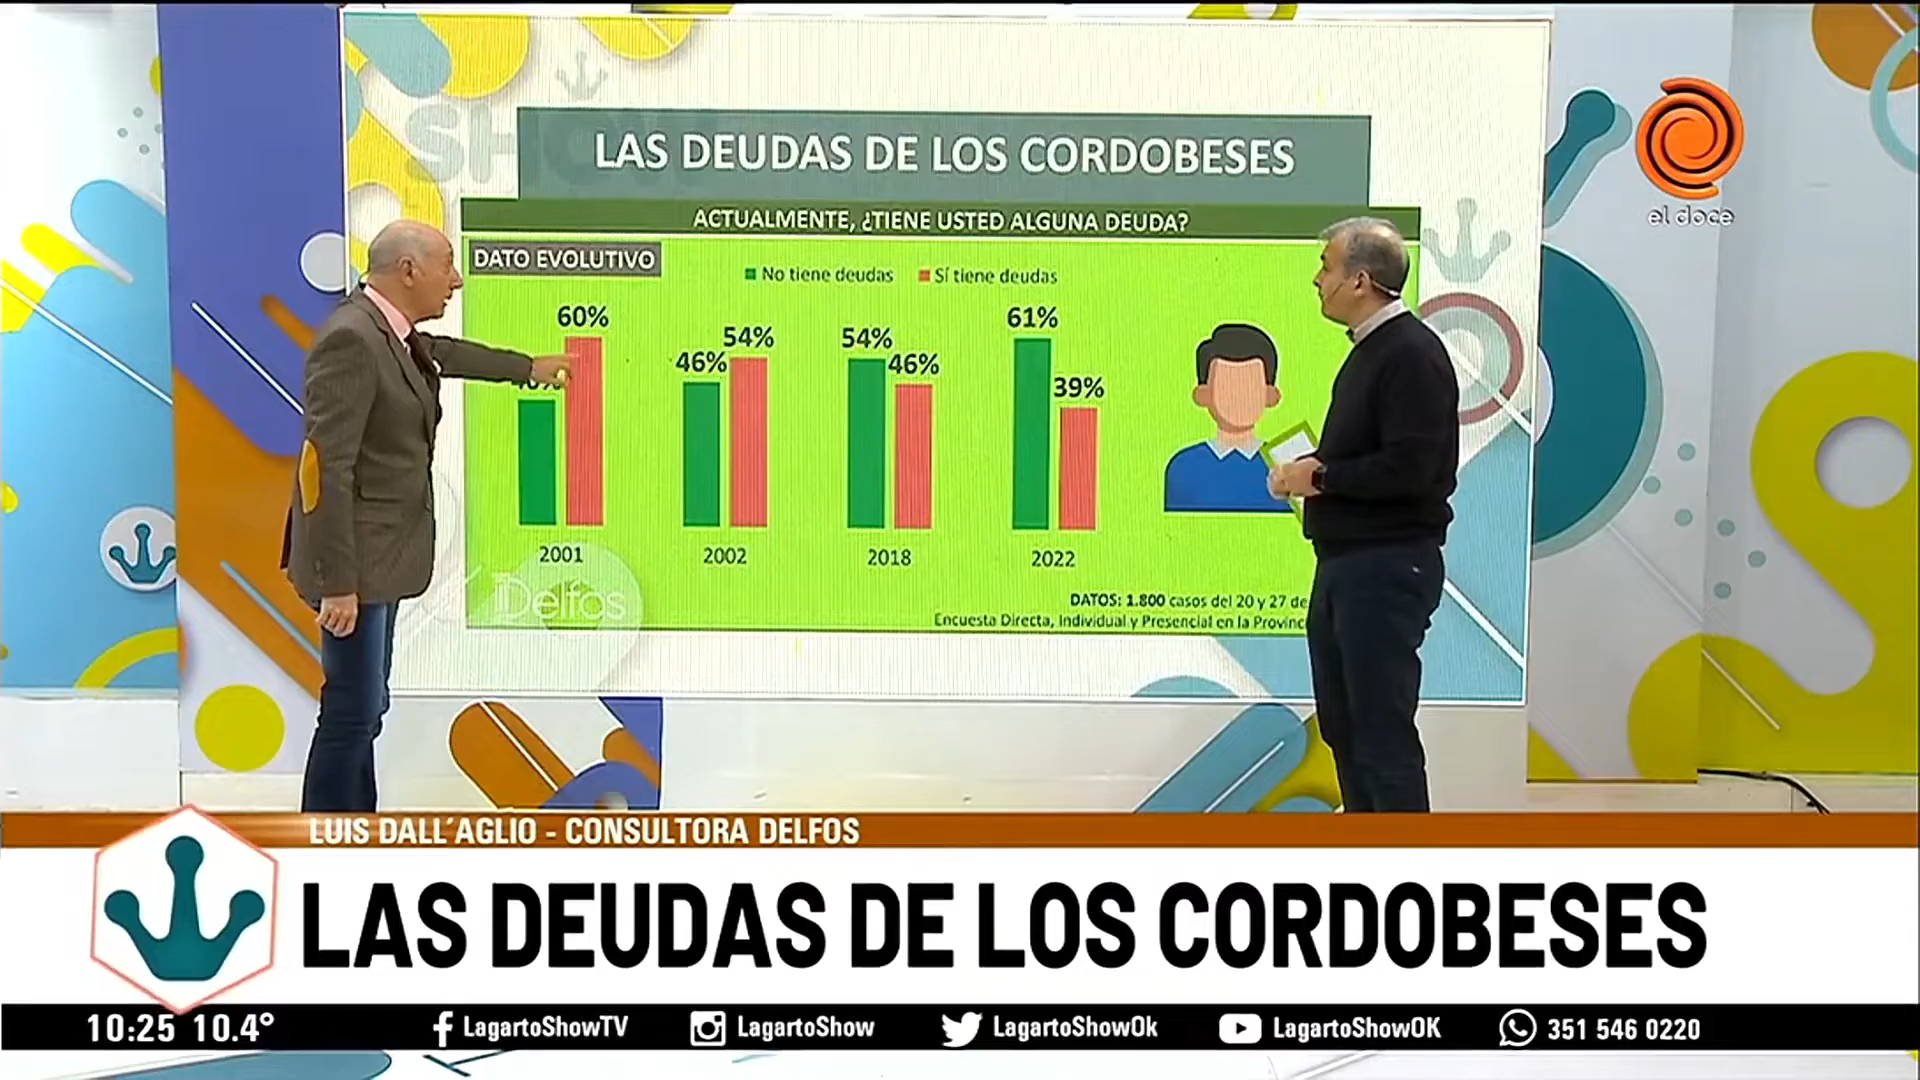 SHOW
LAS DEUDAS DE LOS CORDOBESES
el doce
ACTUALMENTE, ¿TIENE USTED ALGUNA DEUDA?
DATO EVOLUTIVO
No tiene deudas
Sí tiene deudas
60%
46%
54%
54%
46%
61%
39%
2001
2002
2018
2022
Delfos
DATOS: 1.800 casos del 20 y 27 de
Encuesta Directa, Individual y Presencial en la
LUIS DALL´AGLIO - CONSULTORA DELFOS
LAS DEUDAS DE LOS CORDOBESES
10:25 10.4°
LagartoShowTV
LagartoShow
LagartoShowOk
LagartoShowOK
351 546 0220